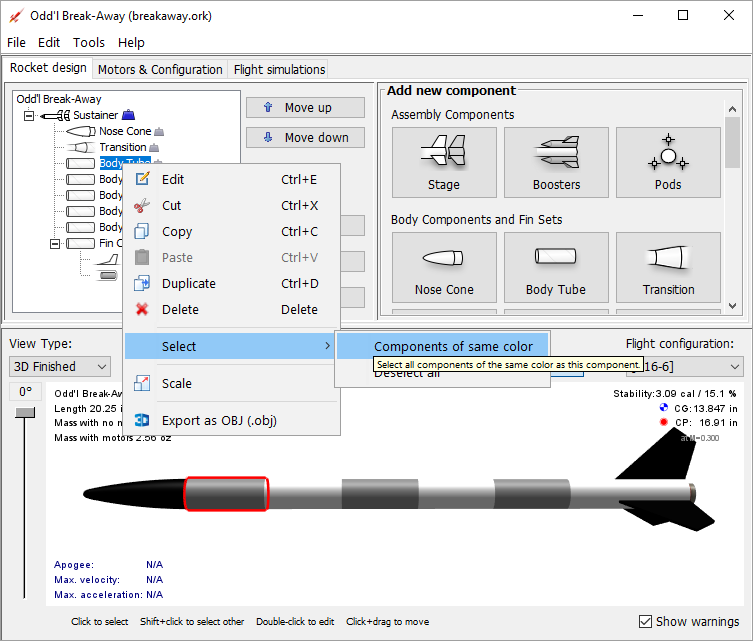 Odd'l Break-Away (breakaway.ork)
File Edit Tools Help
Rocket design Motors & Configuration Flight simulations
Odd'l Break-Away
Sustainer
Nose Cone
Transition
Body Tube
Body
Body
Body
Body
Fin C
Move up
Move down
Edit Ctrl+E
Cut Ctrl+X
Copy Ctrl+C
Paste Ctrl+V
Duplicate Ctrl+D
Delete Delete
Select
Scale
Export as OBJ (.obj)
Components of same color
Select all components of the same color as this component.
Deselect all
Add new component
Assembly Components
Stage Boosters Pods
Body Components and Fin Sets
Nose Cone Body Tube Transition
View Type:
3D Finished
Flight configuration:
16-6]
0°
Odd'l Break-Aw
Length 20.25 in
Mass with no m
Mass with motors 2.56 oz
Stability:3.09 cal / 15.1 %
CG:13.847 in
CP: 16.91 in
at M=0.300
Apogee: N/A
Max. velocity: N/A
Max. acceleration: N/A
Click to select Shift+click to select other Double-click to edit Click+drag to move
Show warnings